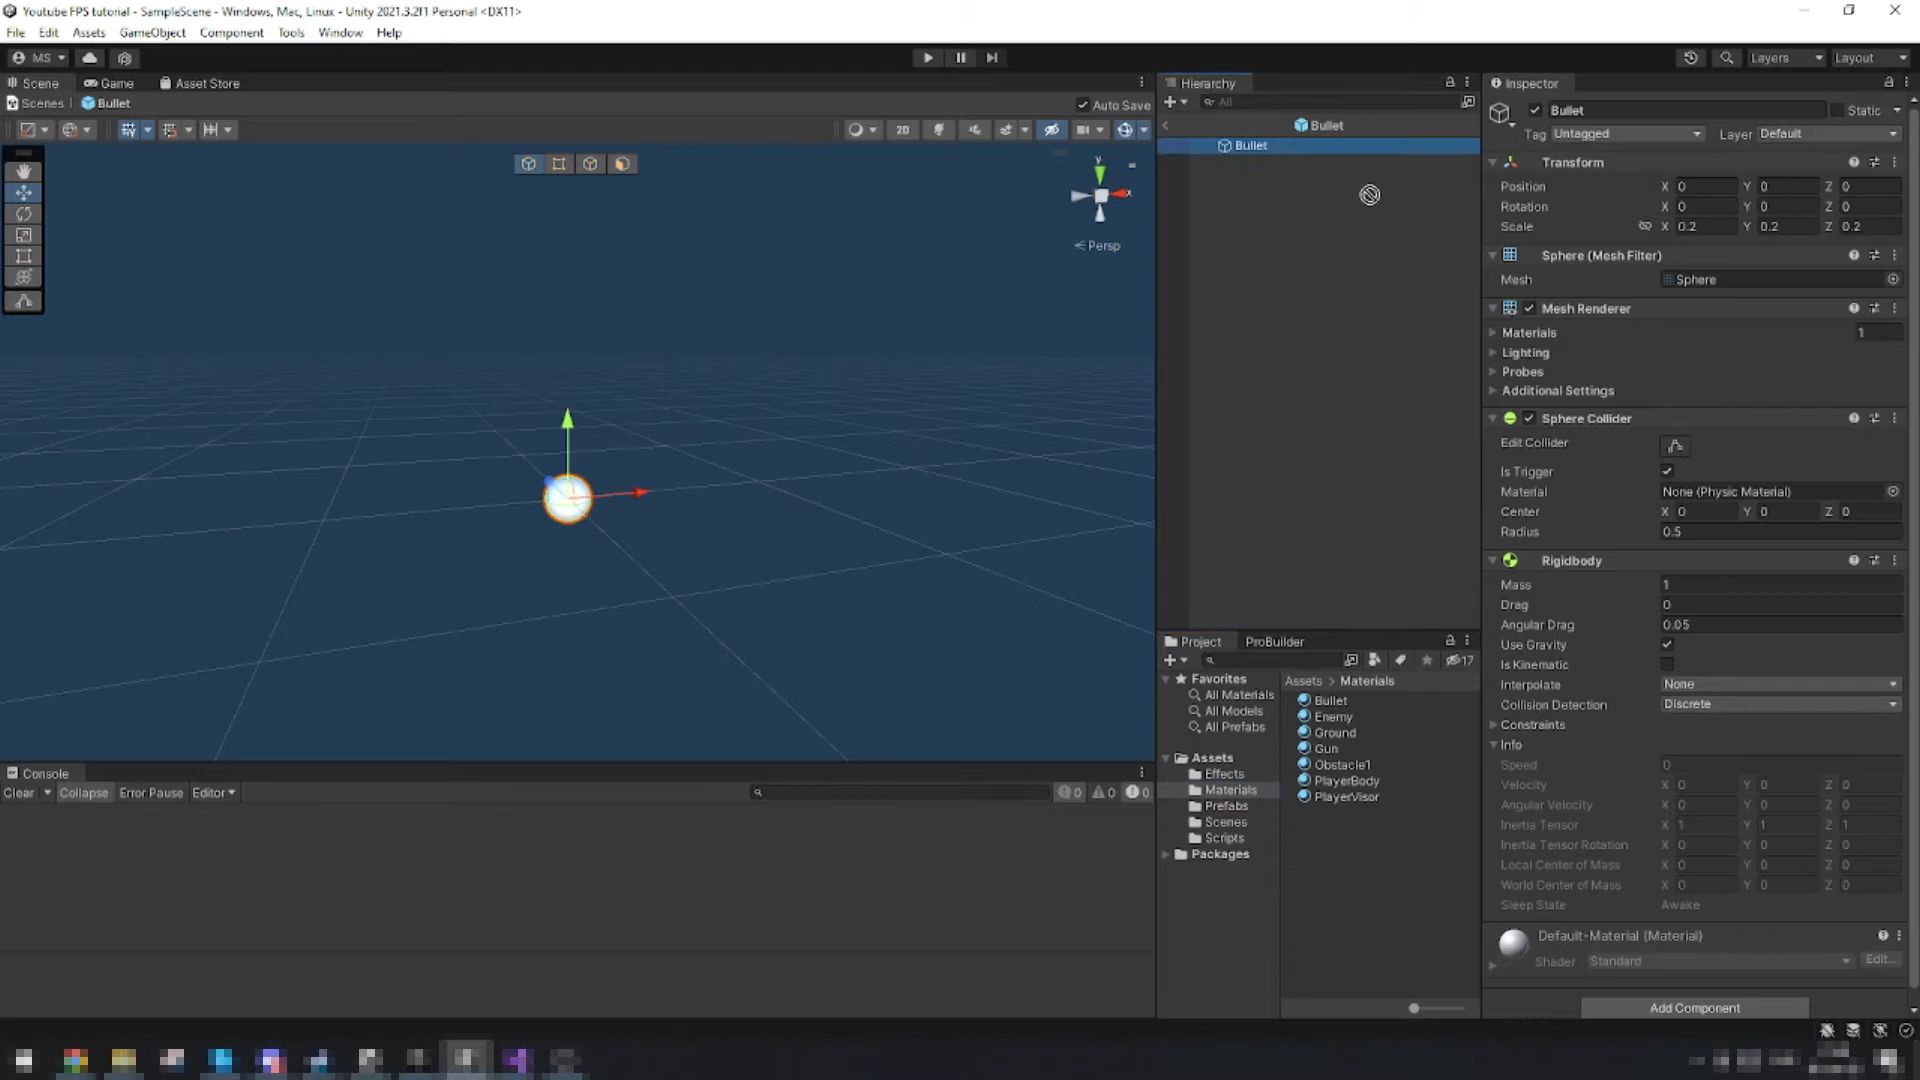 Youtube FPS tutorial - SampleScene - Windows, Mac, Linux - Unity 2021.3.2f1 Personal <DX11>
File Edit Assets GameObject Component Tools Window Help
MS Layers Layout
Scene Game Asset Store
Scenes Bullet Auto Save
2D
y
x
Persp
Console
Clear Collapse Error Pause Editor 0 0 0
Hierarchy
All
Bullet
Bullet
Project ProBuilder
17
Favorites
All Materials
All Models
All Prefabs
Assets
Effects
Materials
Prefabs
Scenes
Scripts
Packages
Assets > Materials
Bullet
Enemy
Ground
Gun
Obstacle1
PlayerBody
PlayerVisor
Inspector
Bullet Static
Tag Untagged Layer Default
Transform
Position X 0 Y 0 Z 0
Rotation X 0 Y 0 Z 0
Scale X 0.2 Y 0.2 Z 0.2
Sphere (Mesh Filter)
Mesh Sphere
Mesh Renderer
Materials 1
Lighting
Probes
Additional Settings
Sphere Collider
Edit Collider
Is Trigger
Material None (Physic Material)
Center X 0 Y 0 Z 0
Radius 0.5
Rigidbody
Mass 1
Drag 0
Angular Drag 0.05
Use Gravity
Is Kinematic
Interpolate None
Collision Detection Discrete
Constraints
Info
Speed 0
Velocity X 0 Y 0 Z 0
Angular Velocity X 0 Y 0 Z 0
Inertia Tensor X 1 Y 1 Z 1
Inertia Tensor Rotation X 0 Y 0 Z 0
Local Center of Mass X 0 Y 0 Z 0
World Center of Mass X 0 Y 0 Z 0
Sleep State Awake
Default-Material (Material)
Shader Standard Edit...
Add Component